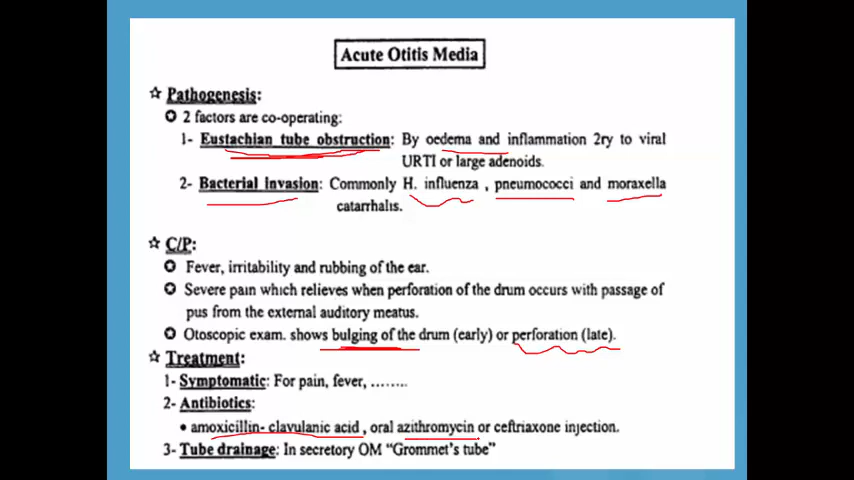 Acute Otitis Media
☆ Pathogenesis:
✪ 2 factors are co-operating:
1- Eustachian tube obstruction: By oedema and inflammation 2ry to viral
URTI or large adenoids.
2- Bacterial invasion: Commonly H. influenza , pneumococci and moraxella
catarrhalis.
☆ C/P:
✪ Fever, irritability and rubbing of the ear.
✪ Severe pain which relieves when perforation of the drum occurs with passage of
pus from the external auditory meatus.
✪ Otoscopic exam. shows bulging of the drum (early) or perforation (late).
☆ Treatment:
1- Symptomatic: For pain, fever, ........
2- Antibiotics:
• amoxicillin- clavulanic acid , oral azithromycin or ceftriaxone injection.
3- Tube drainage: In secretory OM “Grommet's tube”